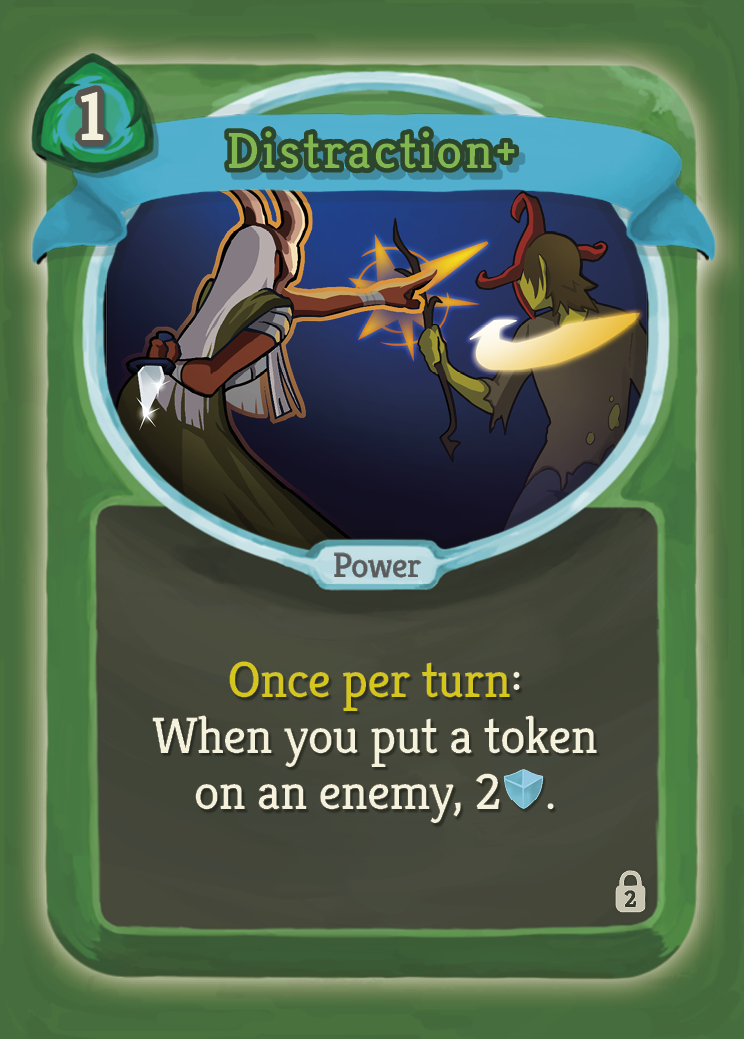 1
Distraction+
Power
Once per turn:
When you put a token
on an enemy, 2.
2